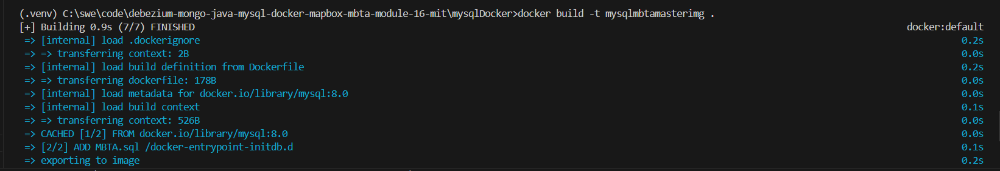 (.venv) C:\swe\code\debezium-mongo-java-mysql-docker-mapbox-mbta-module-16-mit\mysqlDocker>docker build -t mysqlmbtamasterimg .
[+] Building 0.9s (7/7) FINISHED docker:default
=> [internal] load .dockerignore 0.2s
=> => transferring context: 2B 0.0s
=> [internal] load build definition from Dockerfile 0.2s
=> => transferring dockerfile: 178B 0.0s
=> [internal] load metadata for docker.io/library/mysql:8.0 0.0s
=> [internal] load build context 0.1s
=> => transferring context: 526B 0.0s
=> CACHED [1/2] FROM docker.io/library/mysql:8.0 0.0s
=> [2/2] ADD MBTA.sql /docker-entrypoint-initdb.d 0.1s
=> exporting to image 0.2s